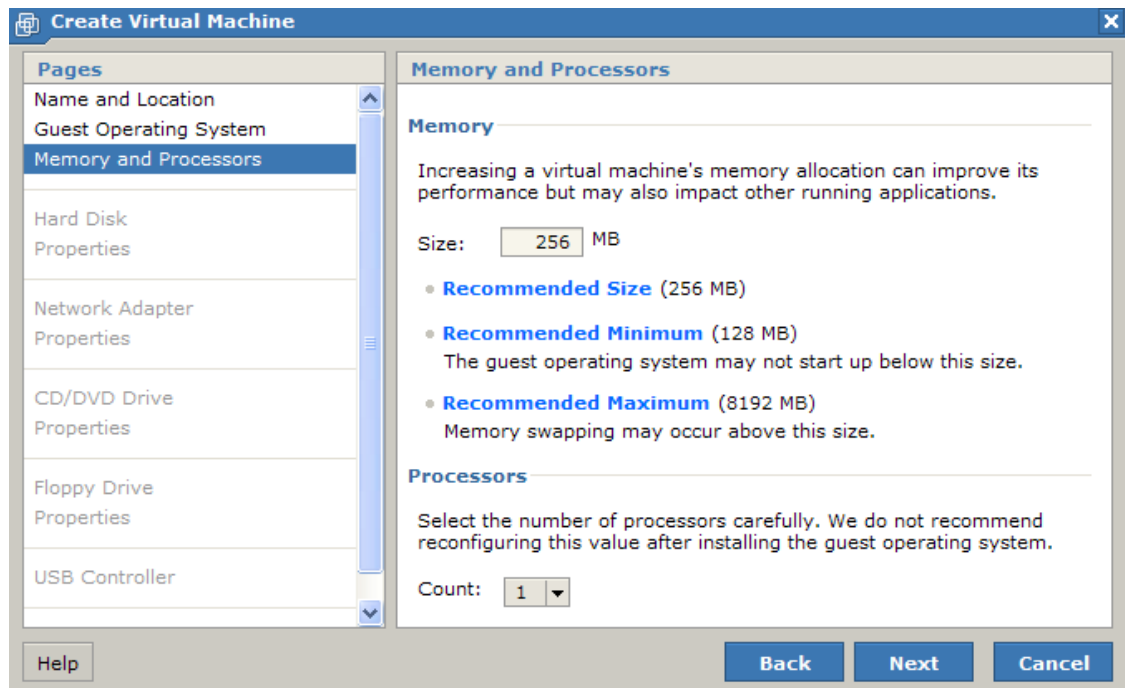 Create Virtual Machine
Pages
Name and Location
Guest Operating System
Memory and Processors
Hard Disk
Properties
Network Adapter
Properties
CD/DVD Drive
Properties
Floppy Drive
Properties
USB Controller
Memory and Processors
Memory
Increasing a virtual machine's memory allocation can improve its
performance but may also impact other running applications.
Size: 256 MB
Recommended Size (256 MB)
Recommended Minimum (128 MB)
The guest operating system may not start up below this size.
Recommended Maximum (8192 MB)
Memory swapping may occur above this size.
Processors
Select the number of processors carefully. We do not recommend
reconfiguring this value after installing the guest operating system.
Count: 1
Help
Back
Next
Cancel